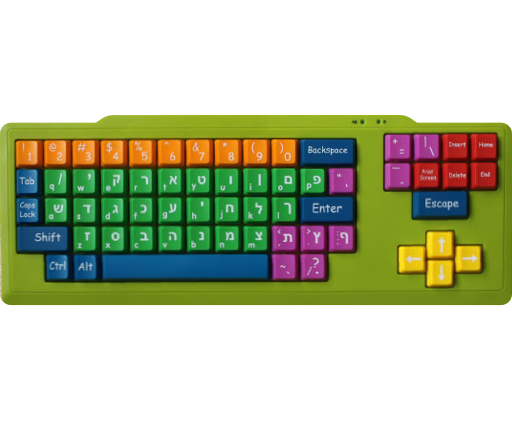 ! 1 @ 2 # 3 $ 4 % 5 ^ 6 & 7 * 8 ( 9 ) 0 Backspace + = | \ Insert Home
Tab q / w ' e ק r ר t א y ט u ו i ן o ם p פ Prnt Screen Delete End
Caps Lock a ש s ד d ג f כ g ע h י j ח k ל l ך Enter Escape
Shift z ז x ס c ב v ה b נ n מ m צ ת ץ ף
Ctrl Alt ~ / ? ← ↑ ↓ →